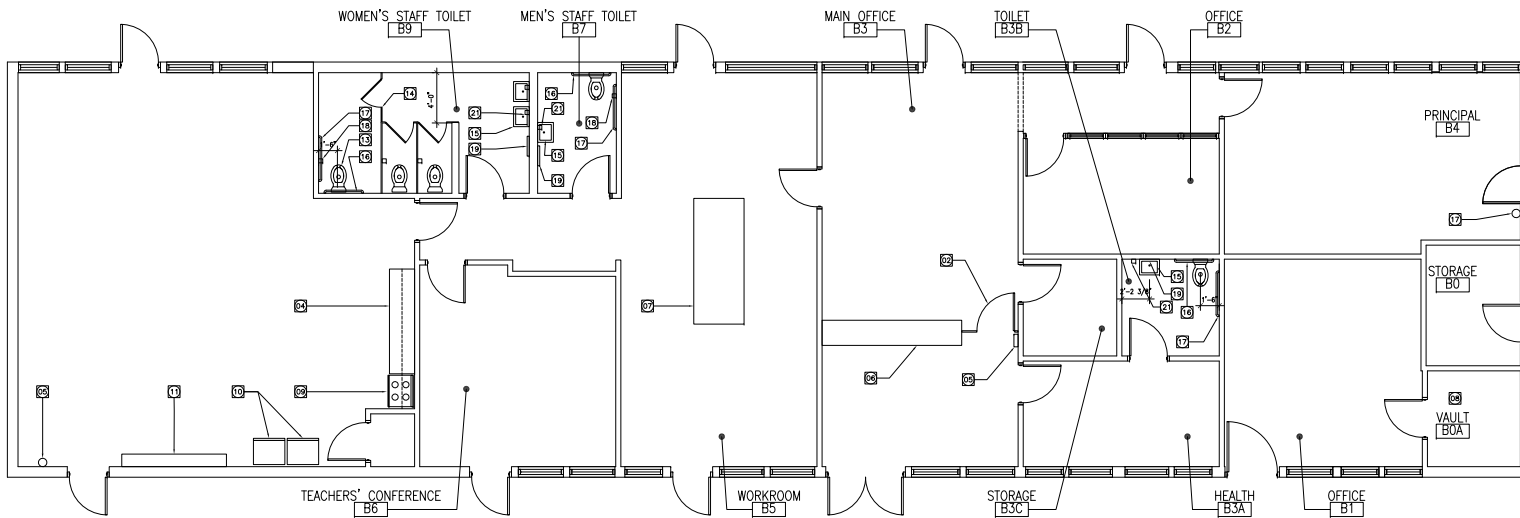 WOMEN'S STAFF TOILET
B9
MEN'S STAFF TOILET
B7
MAIN OFFICE
B3
TOILET
B3B
OFFICE
B2
14
4'-0"
21
15
19
16
21
18
17
15
19
17
18
13
1'-6"
16
PRINCIPAL
B4
17
02
04
07
2'-2 3/8"
15
19
21
16
1'-6"
17
STORAGE
B0
09
06
05
05
11
10
08
VAULT
B0A
TEACHERS' CONFERENCE
B6
WORKROOM
B5
STORAGE
B3C
HEALTH
B3A
OFFICE
B1